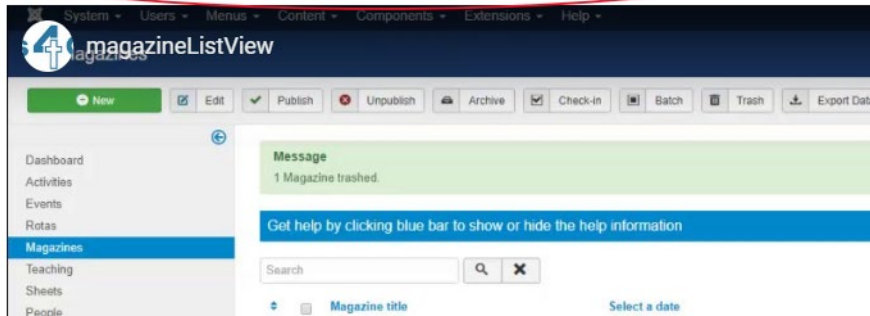 System Users Menus Content Components Extensions Help
magazineListView
Magazines
New Edit Publish Unpublish Archive Check-in Batch Trash Export Dat
Dashboard
Activities
Events
Rotas
Magazines
Teaching
Sheets
People
Message
1 Magazine trashed.
Get help by clicking blue bar to show or hide the help information
Search
Magazine title Select a date